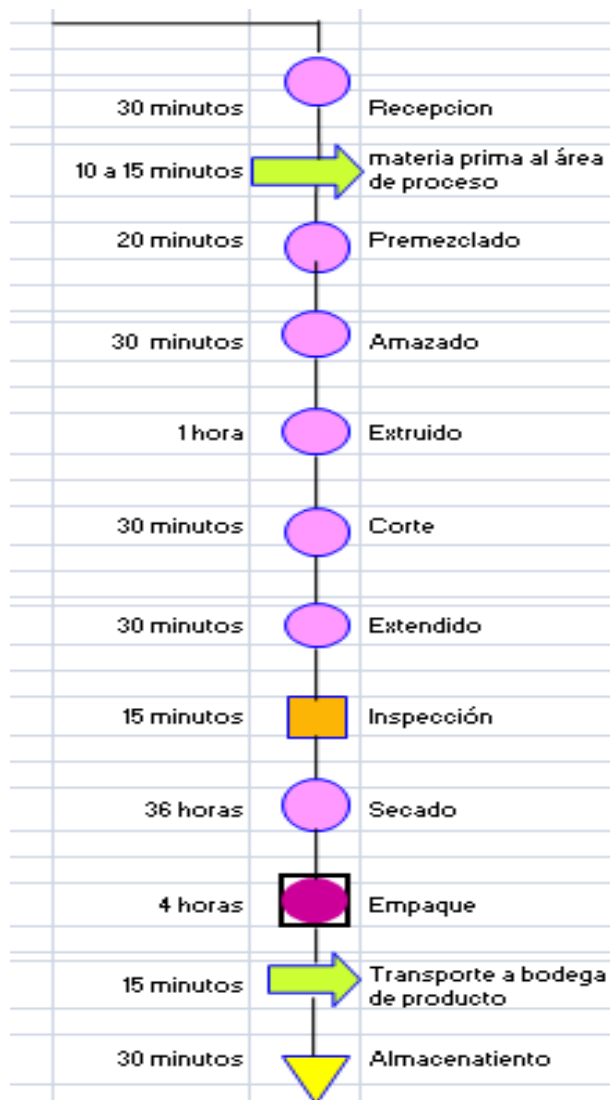 30 minutos Recepcion
10 a 15 minutos materia prima al área
de proceso
20 minutos Premezclado
30 minutos Amazado
1 hora Extruido
30 minutos Corte
30 minutos Extendido
15 minutos Inspección
36 horas Secado
4 horas Empaque
15 minutos Transporte a bodega
de producto
30 minutos Almacenatiento